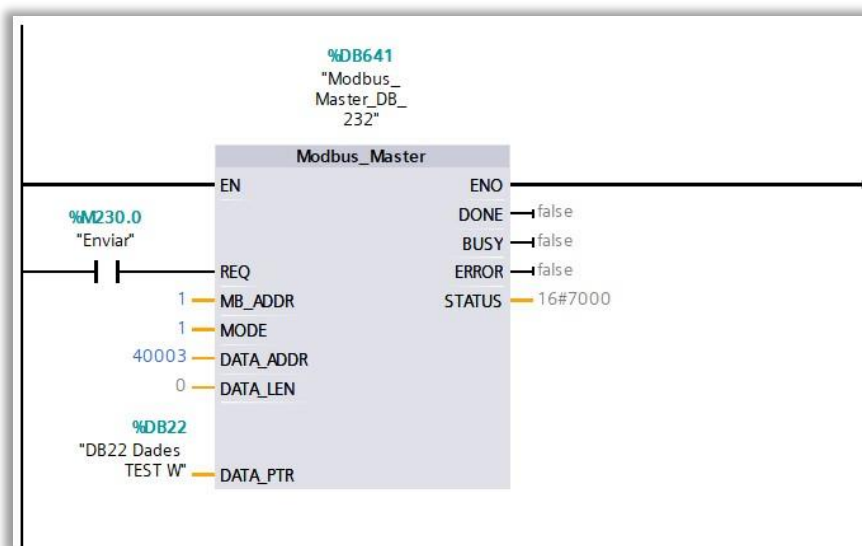 %DB641
"Modbus_
Master_DB_
232"
Modbus_Master
EN ENO
%M230.0 DONE false
"Enviar" BUSY false
REQ ERROR false
1 MB_ADDR STATUS 16#7000
1 MODE
40003 DATA_ADDR
0 DATA_LEN
%DB22
"DB22 Dades
TEST W" DATA_PTR